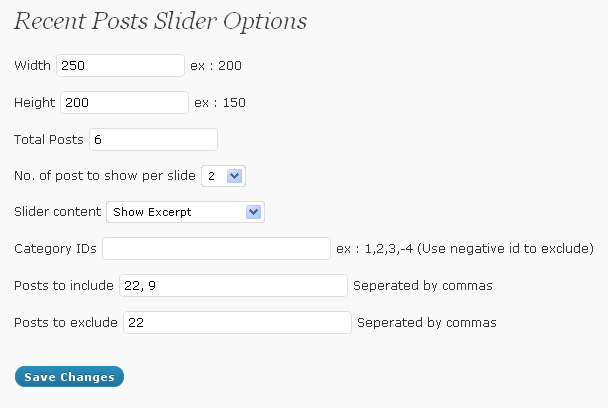 Recent Posts Slider Options
Width 250 ex : 200
Height 200 ex : 150
Total Posts 6
No. of post to show per slide 2
Slider content Show Excerpt
Category IDs ex : 1,2,3,-4 (Use negative id to exclude)
Posts to include 22, 9 Seperated by commas
Posts to exclude 22 Seperated by commas
Save Changes